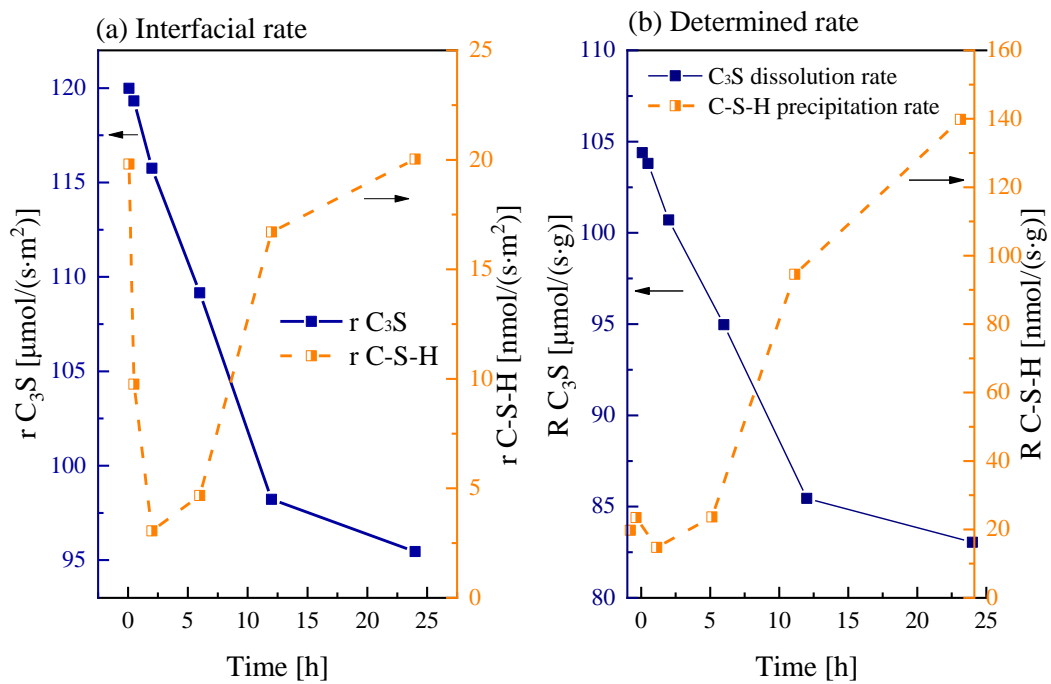 (a) Interfacial rate
(b) Determined rate
120
115
110
105
100
95
r C₃S [μmol/(s·m²)]
25
20
15
10
5
0
r C-S-H [nmol/(s·m²)]
r C₃S
r C-S-H
0 5 10 15 20 25
Time [h]
110
105
100
95
90
85
80
R C₃S [μmol/(s·g)]
C₃S dissolution rate
C-S-H precipitation rate
160
140
120
100
80
60
40
20
0
R C-S-H [nmol/(s·g)]
0 5 10 15 20 25
Time [h]